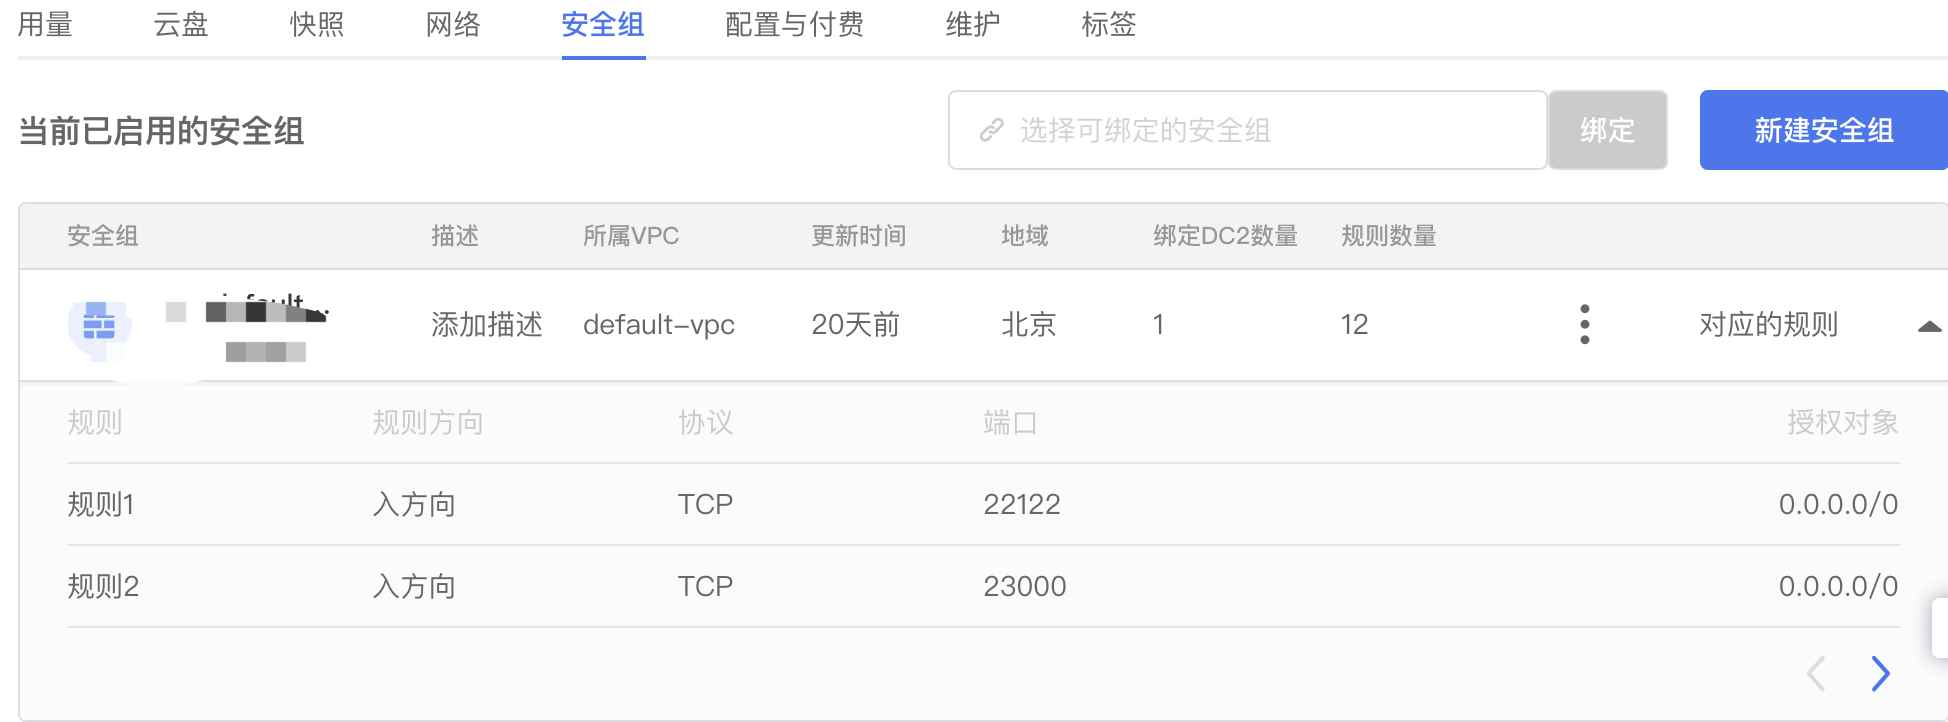 用量 云盘 快照 网络 安全组 配置与付费 维护 标签
当前已启用的安全组 选择可绑定的安全组 绑定 新建安全组
安全组 描述 所属VPC 更新时间 地域 绑定DC2数量 规则数量
添加描述 default-vpc 20天前 北京 1 12 对应的规则
规则 规则方向 协议 端口 授权对象
规则1 入方向 TCP 22122 0.0.0.0/0
规则2 入方向 TCP 23000 0.0.0.0/0